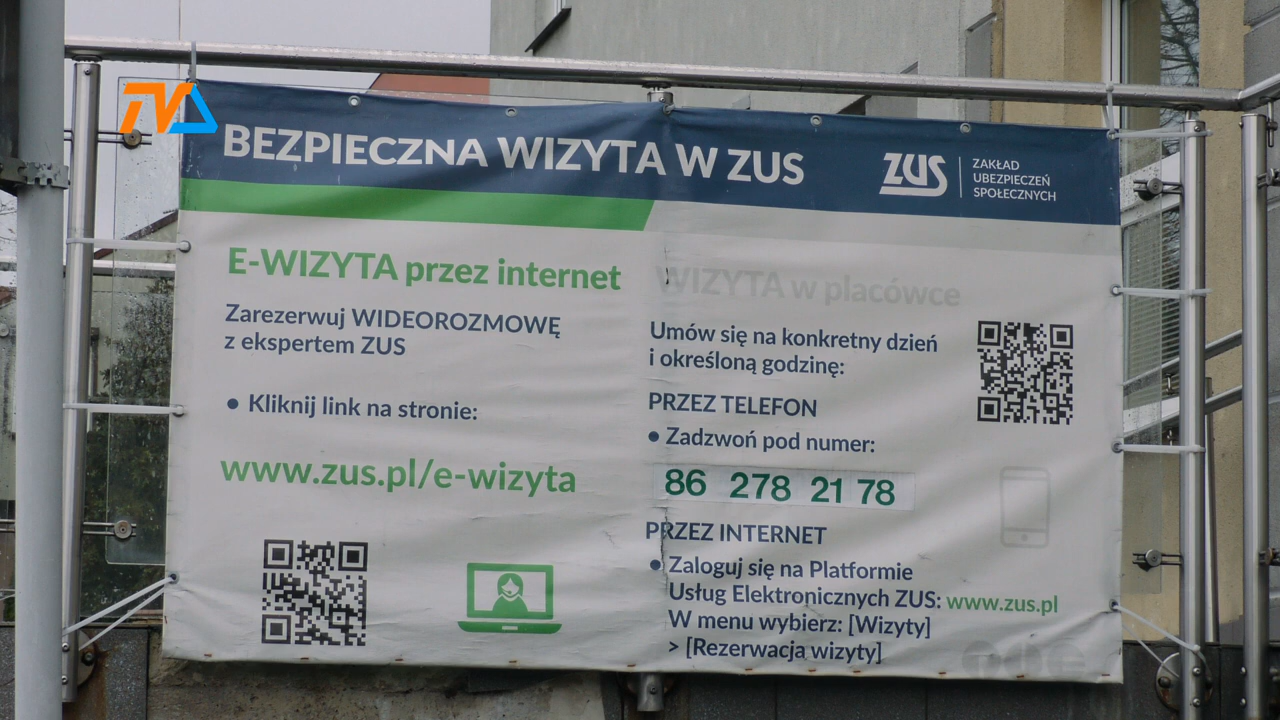 TV
BEZPIECZNA WIZYTA W ZUS
ZUS
ZAKŁAD
UBEZPIECZEŃ
SPOŁECZNYCH
E-WIZYTA przez internet
Zarezerwuj WIDEOROZMOWĘ
z ekspertem ZUS
• Kliknij link na stronie:
www.zus.pl/e-wizyta
WIZYTA w placówce
Umów się na konkretny dzień
i określoną godzinę:
PRZEZ TELEFON
• Zadzwoń pod numer:
86 278 21 78
PRZEZ INTERNET
• Zaloguj się na Platformie
Usług Elektronicznych ZUS: www.zus.pl
W menu wybierz: [Wizyty]
> [Rezerwacja wizyty]